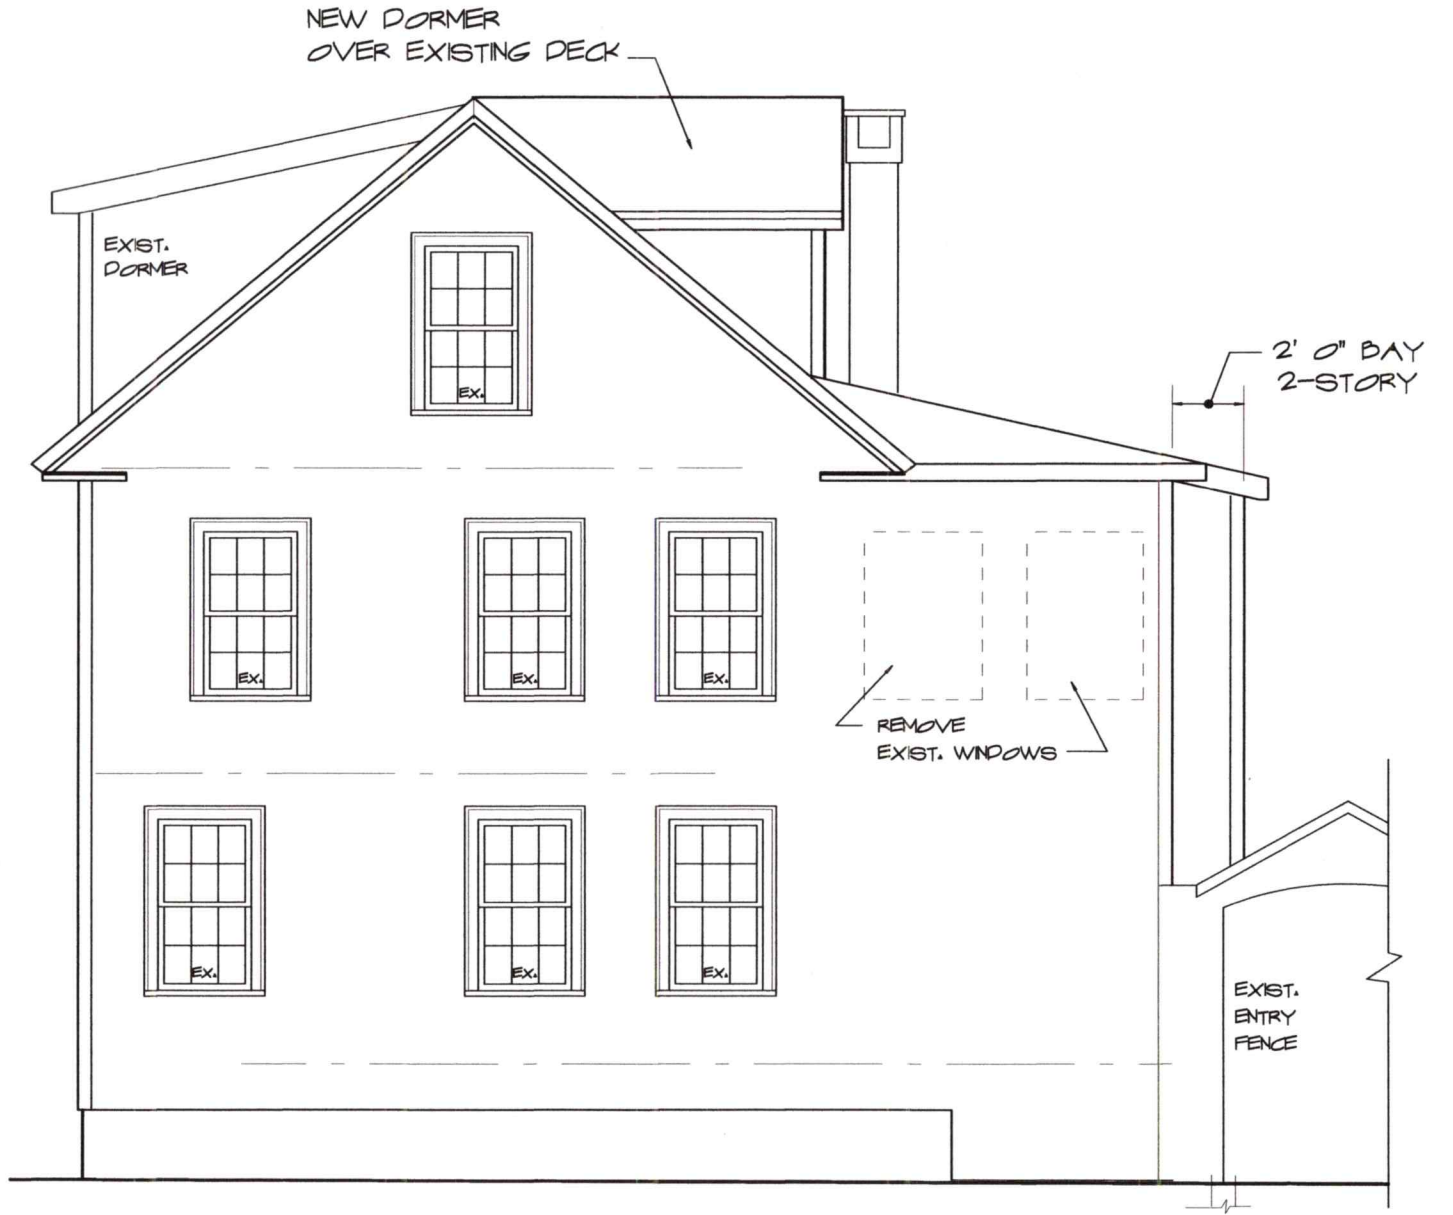 NEW DORMER
OVER EXISTING DECK
EXIST.
DORMER
EX.
2' 0" BAY
2-STORY
EX.
EX.
EX.
REMOVE
EXIST. WINDOWS
EX.
EX.
EX.
EXIST.
ENTRY
FENCE